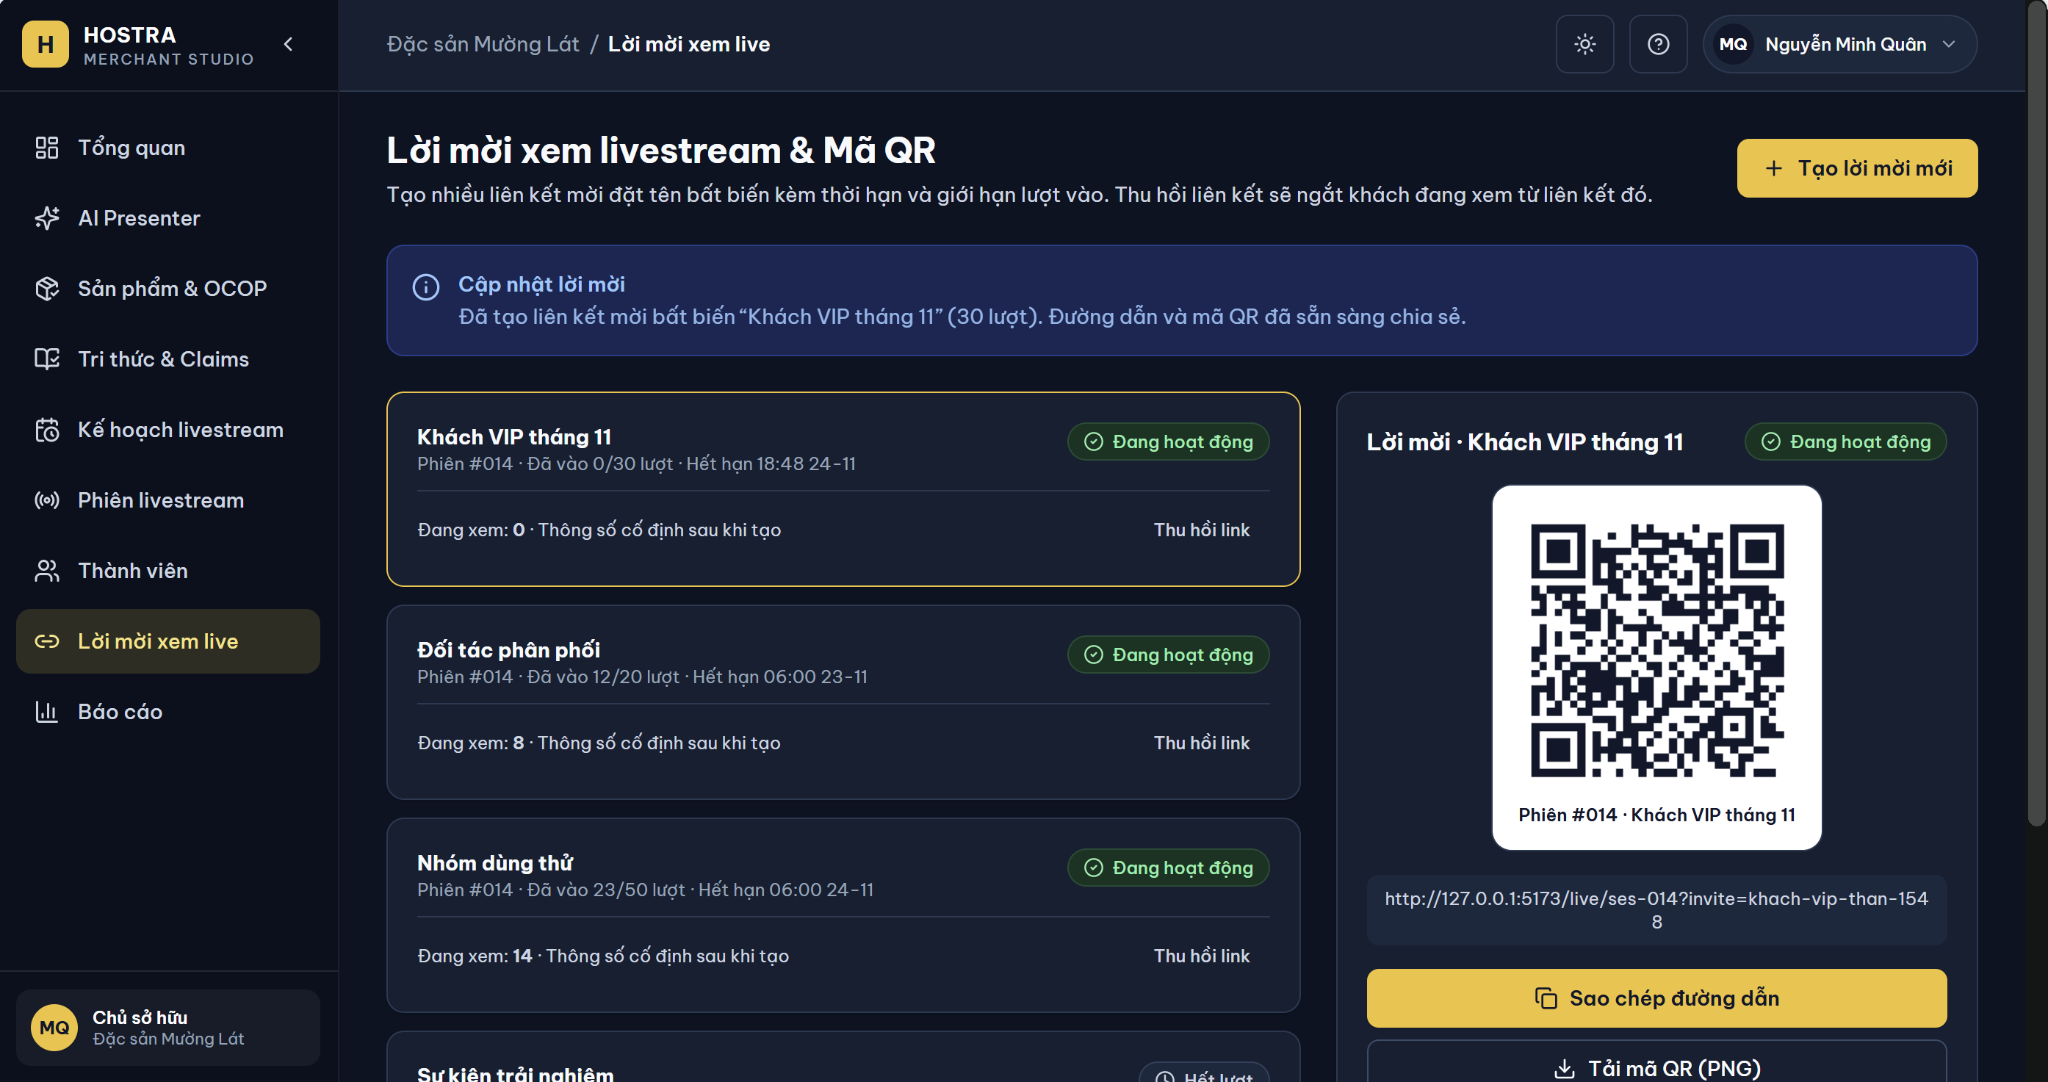 H
HOSTRA
MERCHANT STUDIO
Đặc sản Mường Lát / Lời mời xem live
MQ Nguyễn Minh Quân
Tổng quan
AI Presenter
Sản phẩm & OCOP
Tri thức & Claims
Kế hoạch livestream
Phiên livestream
Thành viên
Lời mời xem live
Báo cáo
MQ
Chủ sở hữu
Đặc sản Mường Lát
Lời mời xem livestream & Mã QR
Tạo nhiều liên kết mời đặt tên bất biến kèm thời hạn và giới hạn lượt vào. Thu hồi liên kết sẽ ngắt khách đang xem từ liên kết đó.
+ Tạo lời mời mới
Cập nhật lời mời
Đã tạo liên kết mời bất biến “Khách VIP tháng 11” (30 lượt). Đường dẫn và mã QR đã sẵn sàng chia sẻ.
Khách VIP tháng 11
Đang hoạt động
Phiên #014 · Đã vào 0/30 lượt · Hết hạn 18:48 24-11
Đang xem: 0 · Thông số cố định sau khi tạo
Thu hồi link
Đối tác phân phối
Đang hoạt động
Phiên #014 · Đã vào 12/20 lượt · Hết hạn 06:00 23-11
Đang xem: 8 · Thông số cố định sau khi tạo
Thu hồi link
Nhóm dùng thử
Đang hoạt động
Phiên #014 · Đã vào 23/50 lượt · Hết hạn 06:00 24-11
Đang xem: 14 · Thông số cố định sau khi tạo
Thu hồi link
Sự kiện trải nghiệm
Hết lượt
Lời mời · Khách VIP tháng 11
Đang hoạt động
Phiên #014 · Khách VIP tháng 11
http://127.0.0.1:5173/live/ses-014?invite=khach-vip-than-154
8
Sao chép đường dẫn
Tải mã QR (PNG)